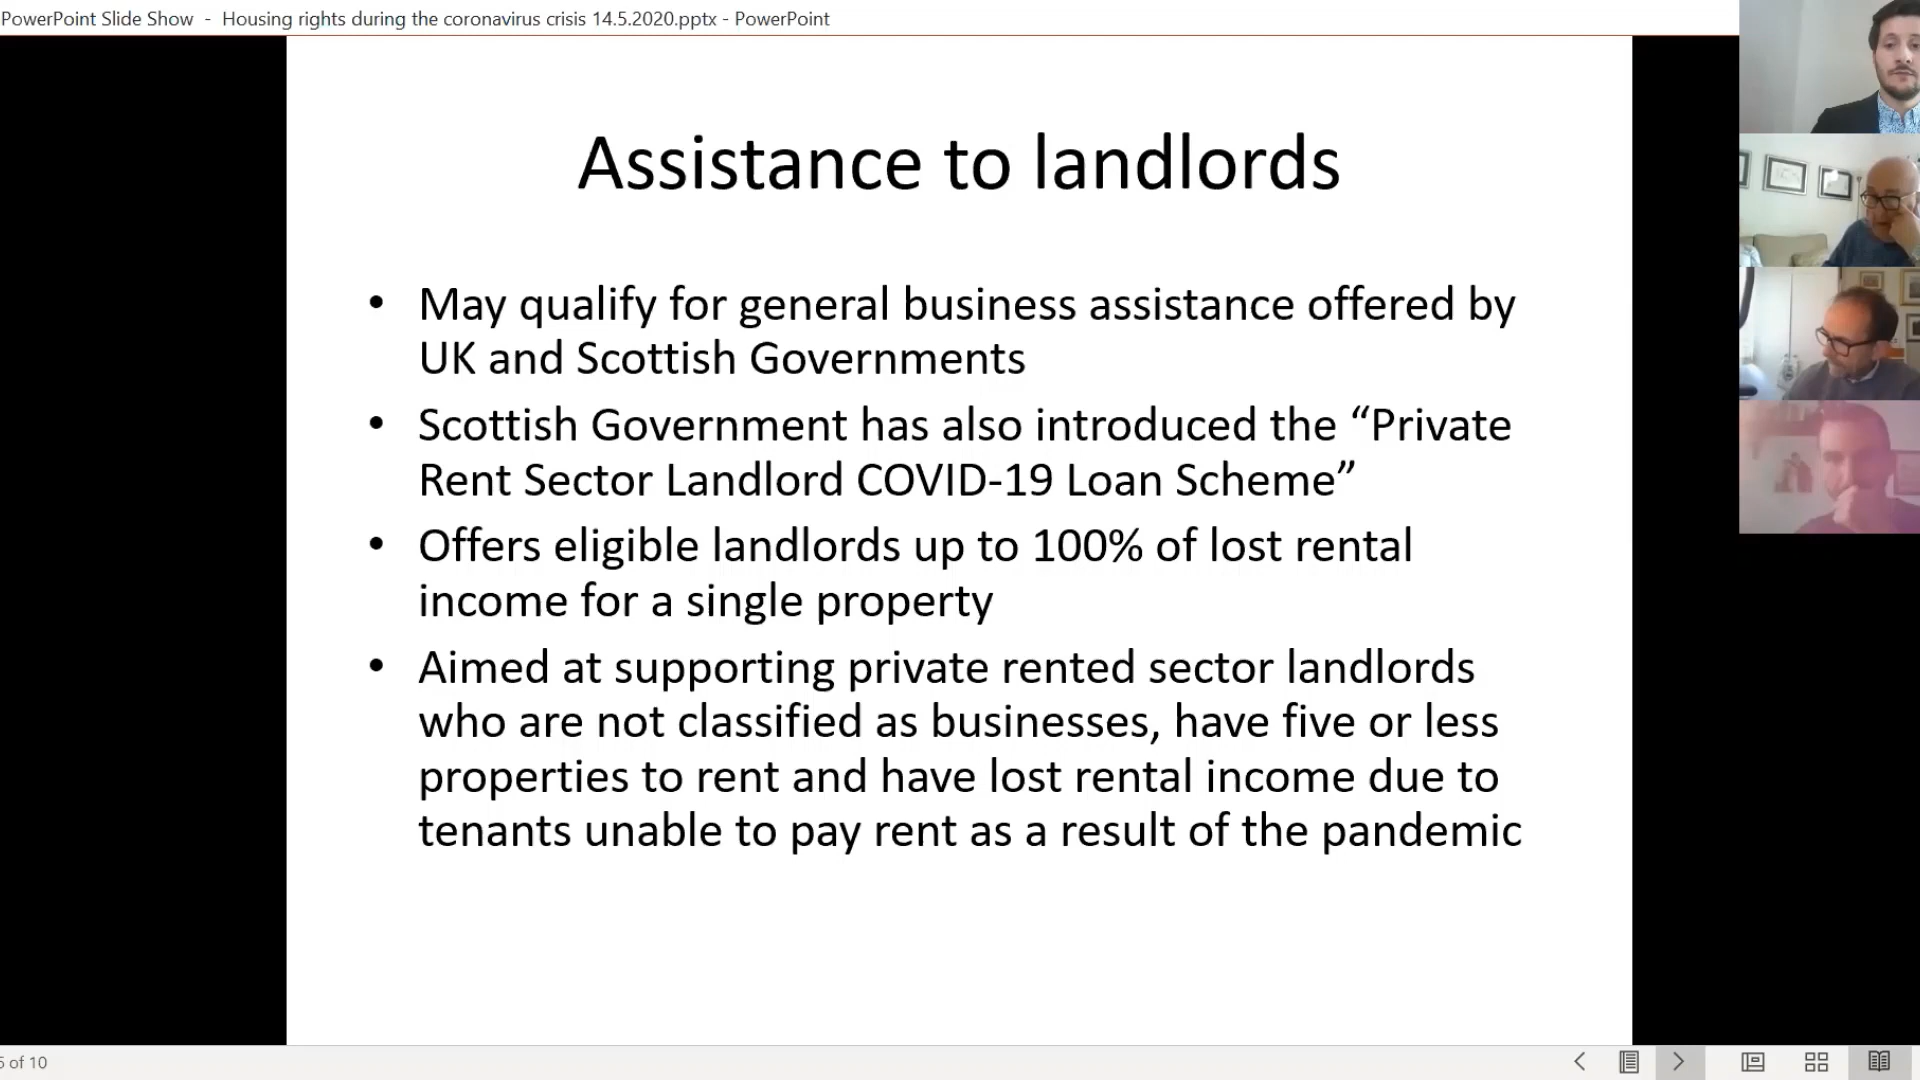 PowerPoint Slide Show - Housing rights during the coronavirus crisis 14.5.2020.pptx - PowerPoint
Assistance to landlords
• May qualify for general business assistance offered by
UK and Scottish Governments
• Scottish Government has also introduced the “Private
Rent Sector Landlord COVID-19 Loan Scheme”
• Offers eligible landlords up to 100% of lost rental
income for a single property
• Aimed at supporting private rented sector landlords
who are not classified as businesses, have five or less
properties to rent and have lost rental income due to
tenants unable to pay rent as a result of the pandemic
of 10